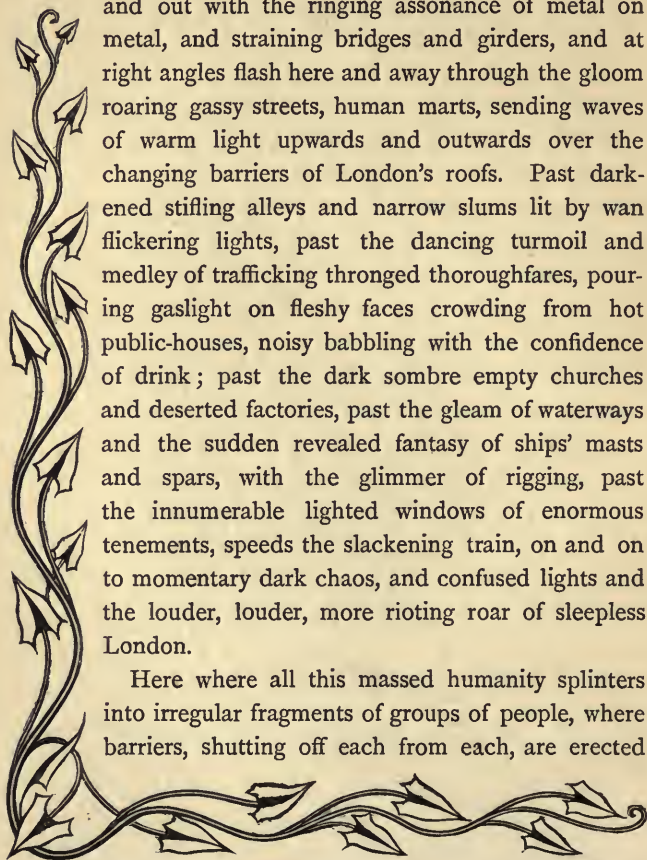 and out with the ringing assonance of metal on
metal, and straining bridges and girders, and at
right angles flash here and away through the gloom
roaring gassy streets, human marts, sending waves
of warm light upwards and outwards over the
changing barriers of London's roofs. Past dark-
ened stifling alleys and narrow slums lit by wan
flickering lights, past the dancing turmoil and
medley of trafficking thronged thoroughfares, pour-
ing gaslight on fleshy faces crowding from hot
public-houses, noisy babbling with the confidence
of drink; past the dark sombre empty churches
and deserted factories, past the gleam of waterways
and the sudden revealed fantasy of ships' masts
and spars, with the glimmer of rigging, past
the innumerable lighted windows of enormous
tenements, speeds the slackening train, on and on
to momentary dark chaos, and confused lights and
the louder, louder, more rioting roar of sleepless
London.
Here where all this massed humanity splinters
into irregular fragments of groups of people, where
barriers, shutting off each from each, are erected